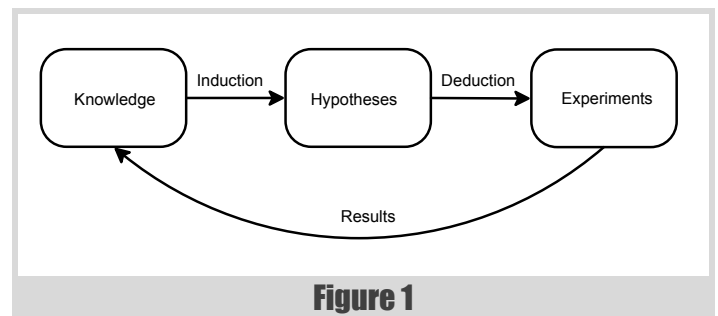 Induction
Deduction
Knowledge
Hypotheses
Experiments
Results
Figure 1